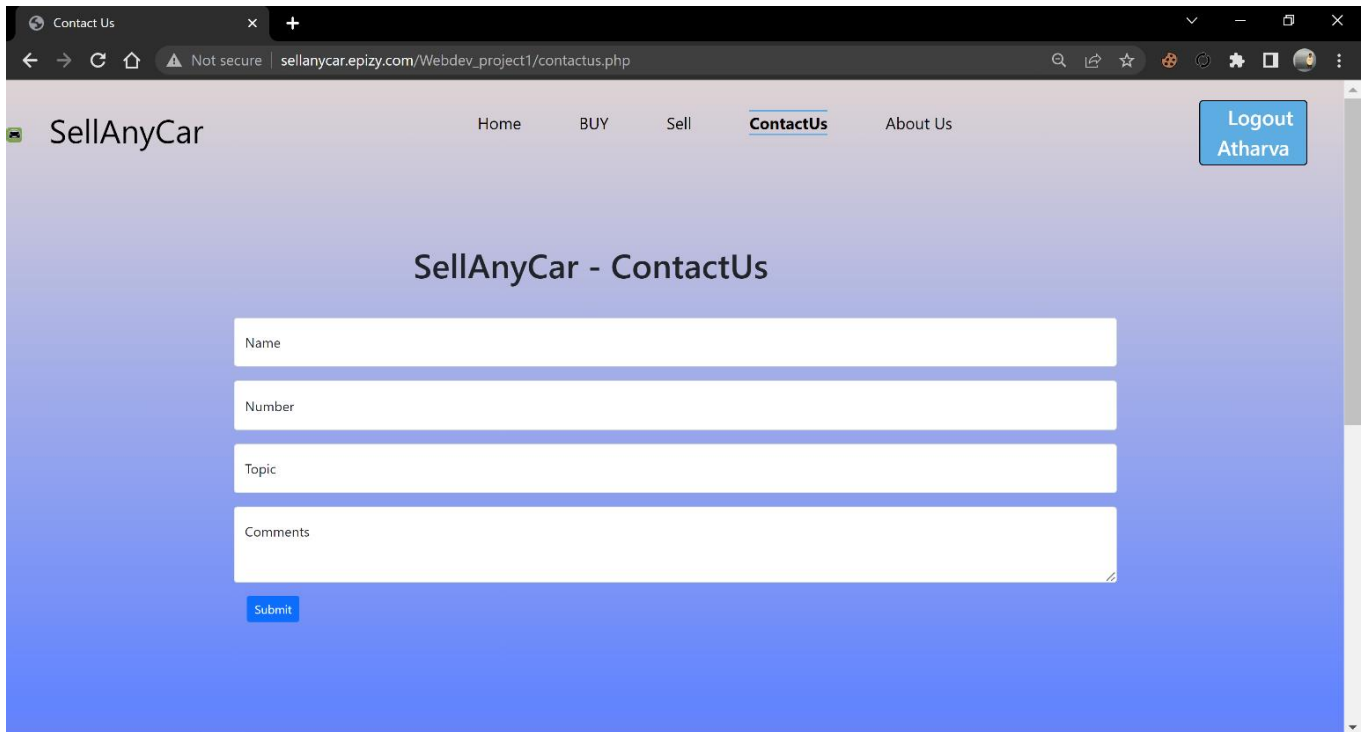 Contact Us
Not secure | sellanycar.epizy.com/Webdev_project1/contactus.php
SellAnyCar
Home BUY Sell ContactUs About Us
Logout
Atharva
SellAnyCar - ContactUs
Name
Number
Topic
Comments
Submit